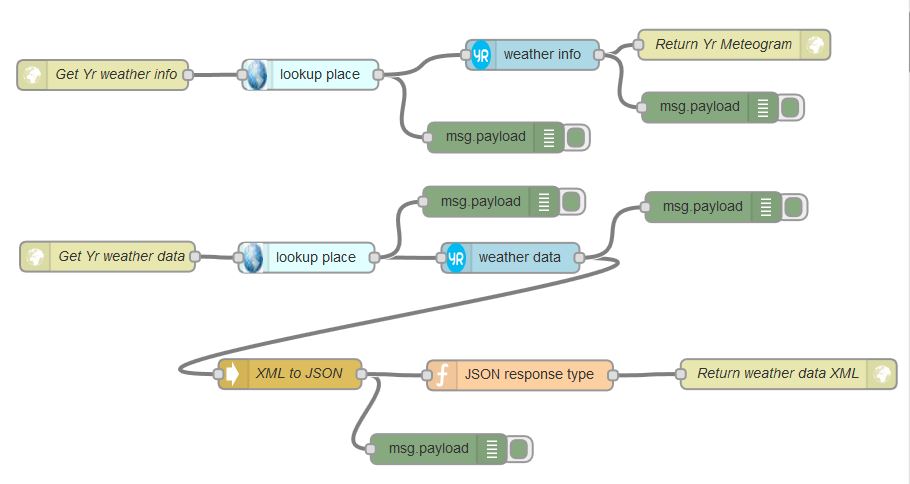 Return Yr Meteogram
YR weather info
Get Yr weather info
lookup place
msg.payload
msg.payload
msg.payload
msg.payload
Get Yr weather data
lookup place
YR weather data
XML to JSON
f JSON response type
Return weather data XML
msg.payload